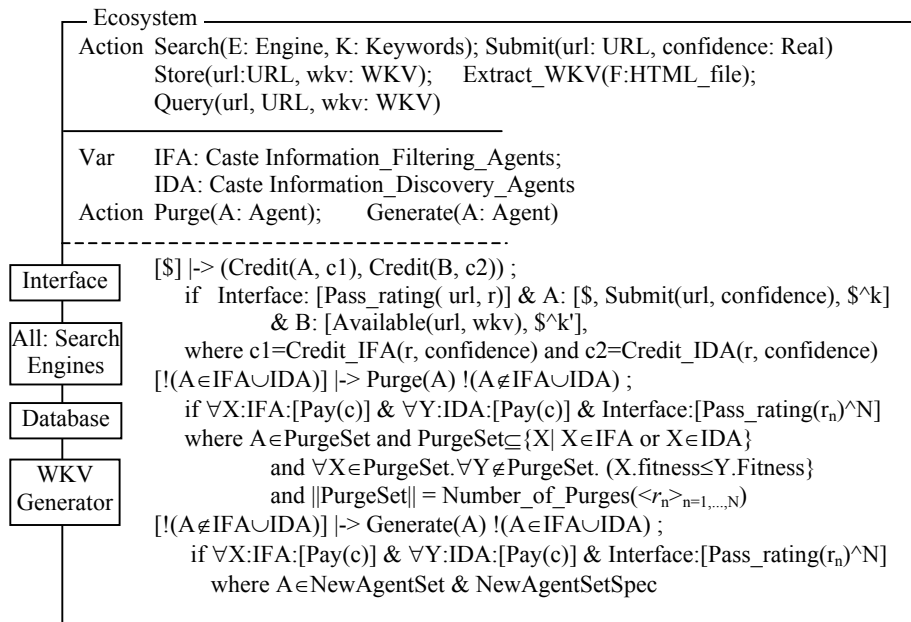 Ecosystem
Action Search(E: Engine, K: Keywords); Submit(url: URL, confidence: Real)
Store(url:URL, wkv: WKV); Extract_WKV(F:HTML_file);
Query(url, URL, wkv: WKV)
Var IFA: Caste Information_Filtering_Agents;
IDA: Caste Information_Discovery_Agents
Action Purge(A: Agent); Generate(A: Agent)
Interface
All: Search
Engines
Database
WKV
Generator
[$] |-> (Credit(A, c1), Credit(B, c2)) ;
if Interface: [Pass_rating( url, r)] & A: [$, Submit(url, confidence), $^k]
& B: [Available(url, wkv), $^k'],
where c1=Credit_IFA(r, confidence) and c2=Credit_IDA(r, confidence)
[!(A∈IFA∪IDA)] |-> Purge(A) !(A∉IFA∪IDA) ;
if ∀X:IFA:[Pay(c)] & ∀Y:IDA:[Pay(c)] & Interface:[Pass_rating(rₙ)^N]
where A∈PurgeSet and PurgeSet⊆{X| X∈IFA or X∈IDA}
and ∀X∈PurgeSet.∀Y∉PurgeSet. (X.fitness≤Y.Fitness}
and ||PurgeSet|| = Number_of_Purges(<rₙ>n=1,...,N)
[!(A∉IFA∪IDA)] |-> Generate(A) !(A∈IFA∪IDA) ;
if ∀X:IFA:[Pay(c)] & ∀Y:IDA:[Pay(c)] & Interface:[Pass_rating(rₙ)^N]
where A∈NewAgentSet & NewAgentSetSpec